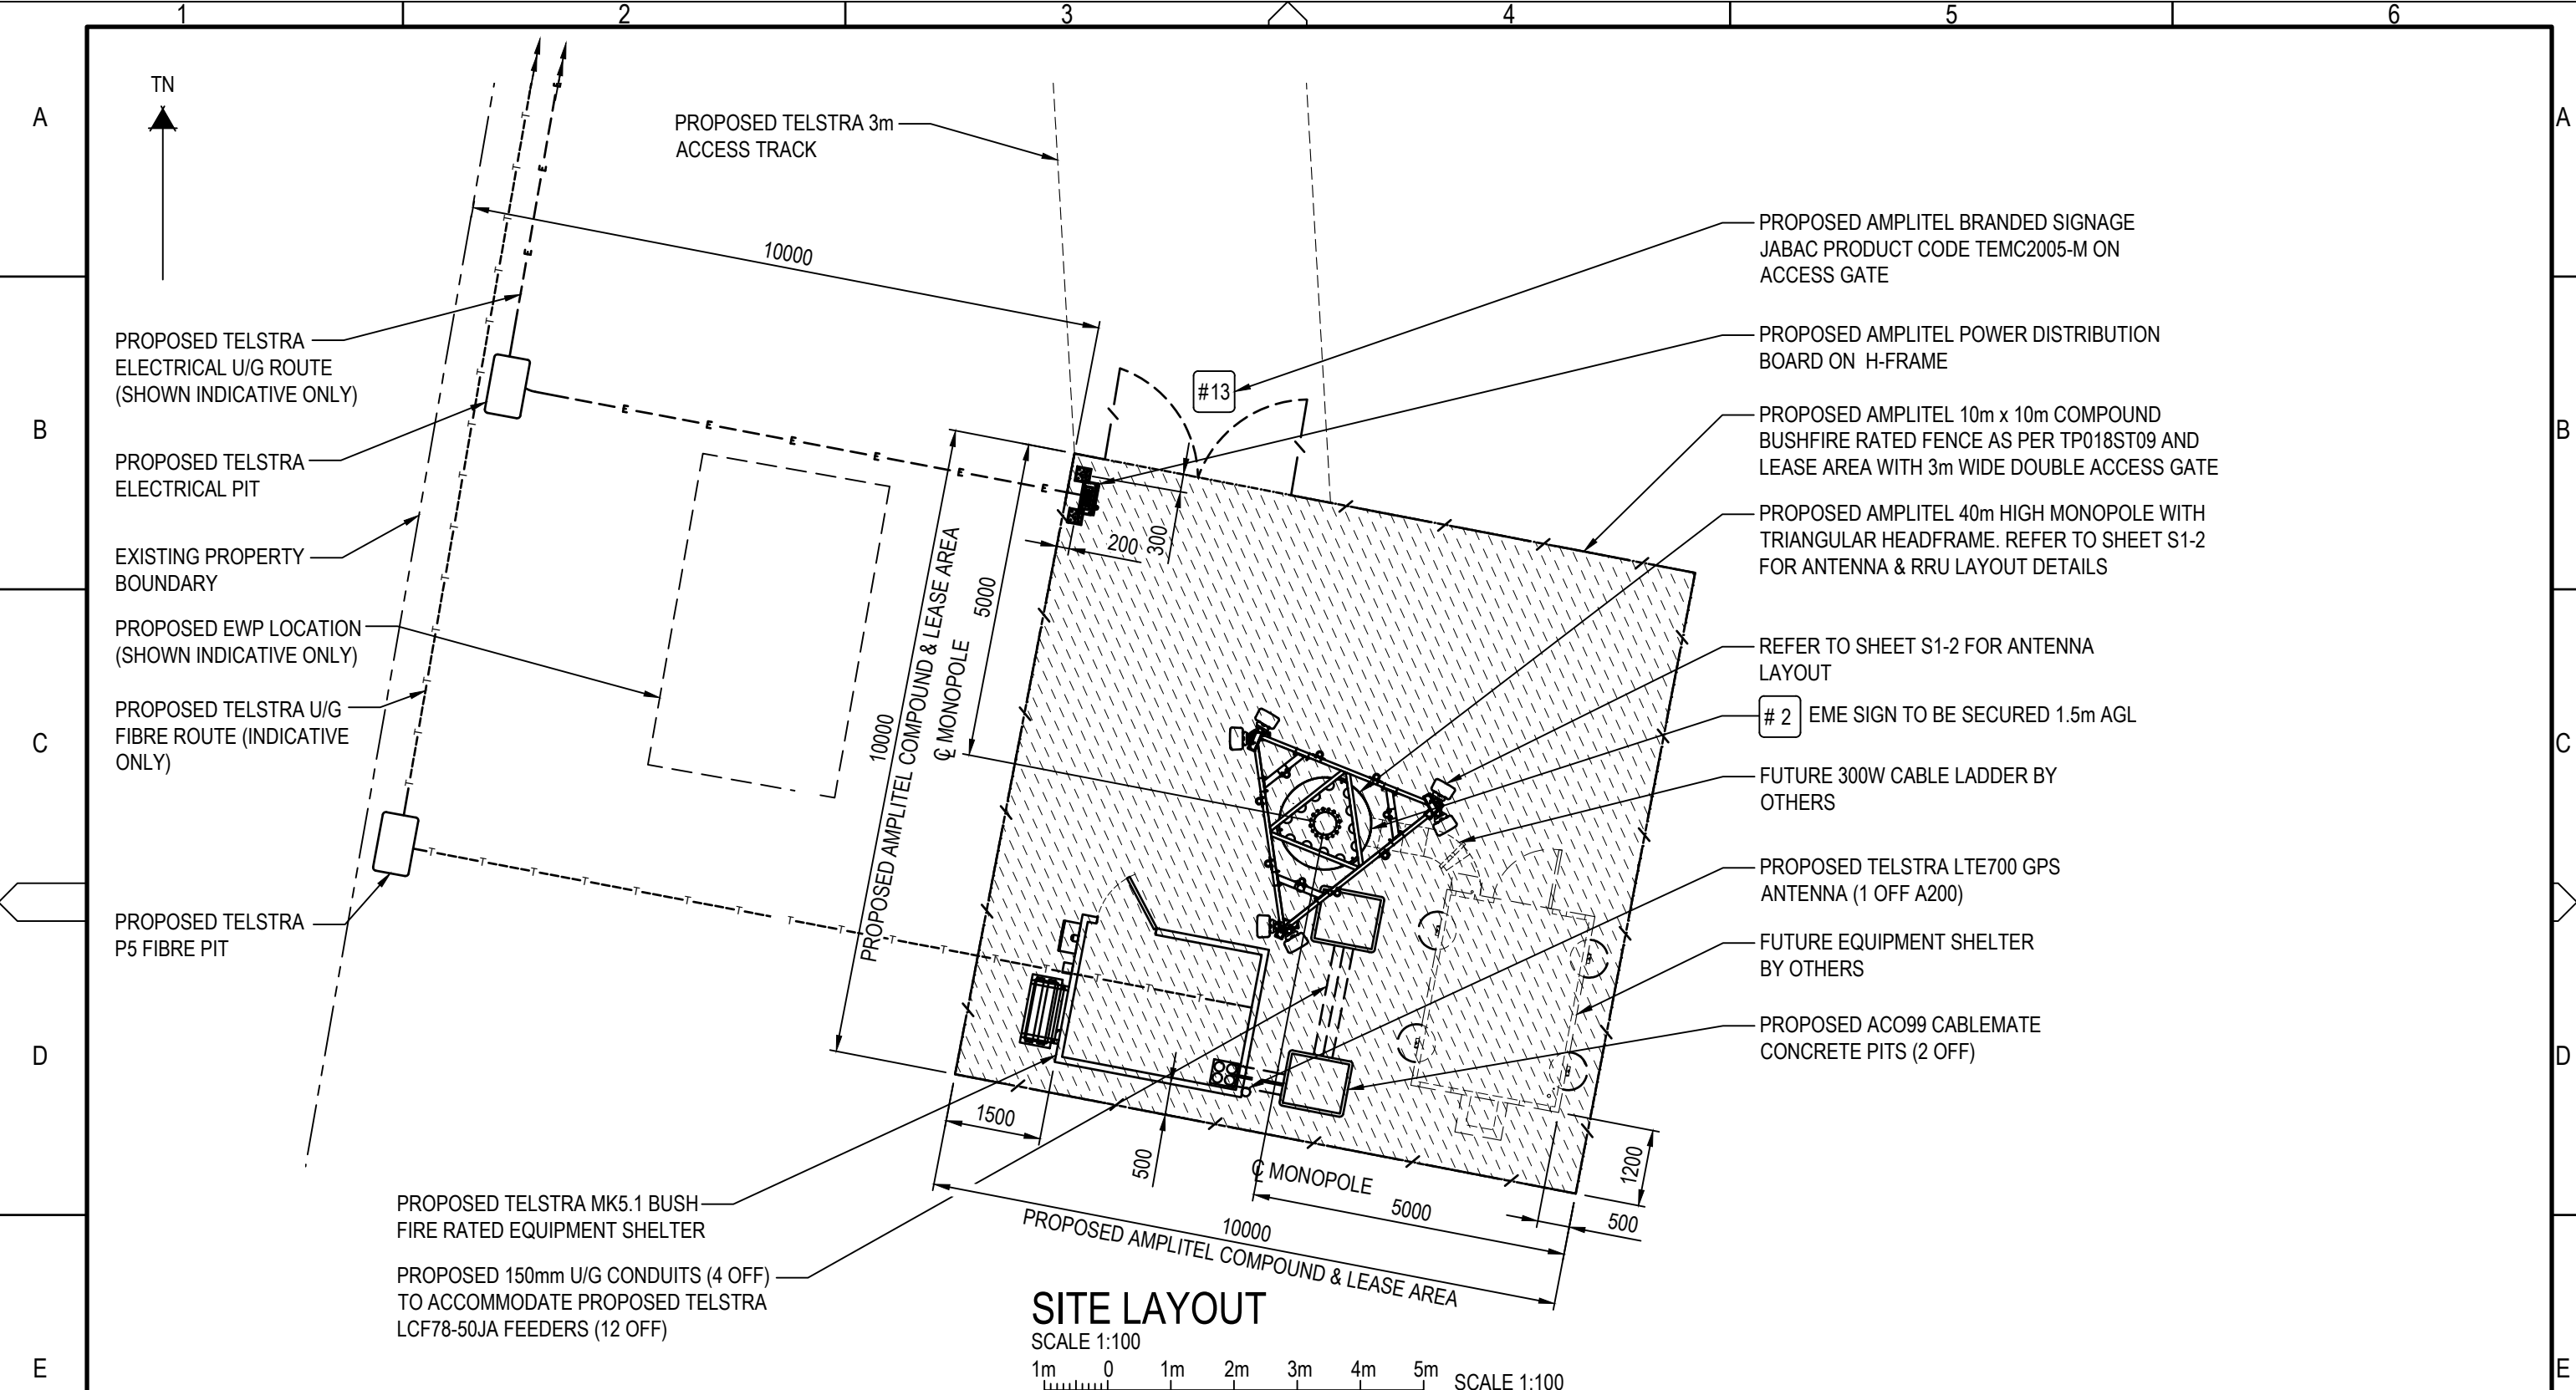 1 2 3 4 5 6
A A
TN
PROPOSED TELSTRA 3m
ACCESS TRACK
10000
PROPOSED AMPLITEL BRANDED SIGNAGE
JABAC PRODUCT CODE TEMC2005-M ON
ACCESS GATE
PROPOSED TELSTRA
ELECTRICAL U/G ROUTE
(SHOWN INDICATIVE ONLY)
#13
PROPOSED AMPLITEL POWER DISTRIBUTION
BOARD ON H-FRAME
B B
PROPOSED AMPLITEL 10m x 10m COMPOUND
BUSHFIRE RATED FENCE AS PER TP018ST09 AND
LEASE AREA WITH 3m WIDE DOUBLE ACCESS GATE
PROPOSED TELSTRA
ELECTRICAL PIT
PROPOSED AMPLITEL 40m HIGH MONOPOLE WITH
TRIANGULAR HEADFRAME. REFER TO SHEET S1-2
FOR ANTENNA & RRU LAYOUT DETAILS
EXISTING PROPERTY
BOUNDARY
200
300
5000
℄ MONOPOLE
10000
PROPOSED AMPLITEL COMPOUND & LEASE AREA
PROPOSED EWP LOCATION
(SHOWN INDICATIVE ONLY)
REFER TO SHEET S1-2 FOR ANTENNA
LAYOUT
PROPOSED TELSTRA U/G
FIBRE ROUTE (INDICATIVE
ONLY)
# 2 EME SIGN TO BE SECURED 1.5m AGL
C C
FUTURE 300W CABLE LADDER BY
OTHERS
PROPOSED TELSTRA LTE700 GPS
ANTENNA (1 OFF A200)
PROPOSED TELSTRA
P5 FIBRE PIT
FUTURE EQUIPMENT SHELTER
BY OTHERS
PROPOSED ACO99 CABLEMATE
CONCRETE PITS (2 OFF)
D D
1500
500
1200
℄ MONOPOLE
5000
500
10000
PROPOSED AMPLITEL COMPOUND & LEASE AREA
PROPOSED TELSTRA MK5.1 BUSH
FIRE RATED EQUIPMENT SHELTER
PROPOSED 150mm U/G CONDUITS (4 OFF)
TO ACCOMMODATE PROPOSED TELSTRA
LCF78-50JA FEEDERS (12 OFF)
SITE LAYOUT
SCALE 1:100
1m 0 1m 2m 3m 4m 5m SCALE 1:100
E E